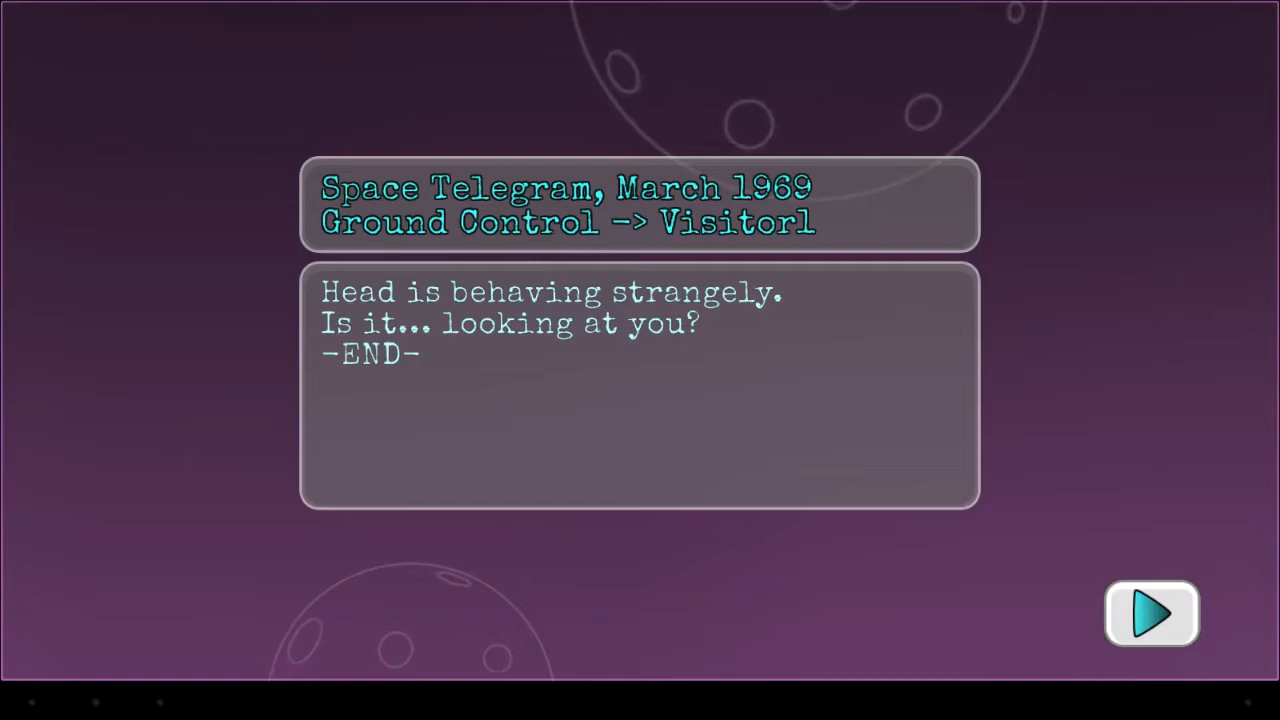 Space Telegram, March 1969
Ground Control -> Visitor1
Head is behaving strangely.
Is it... looking at you?
-END-